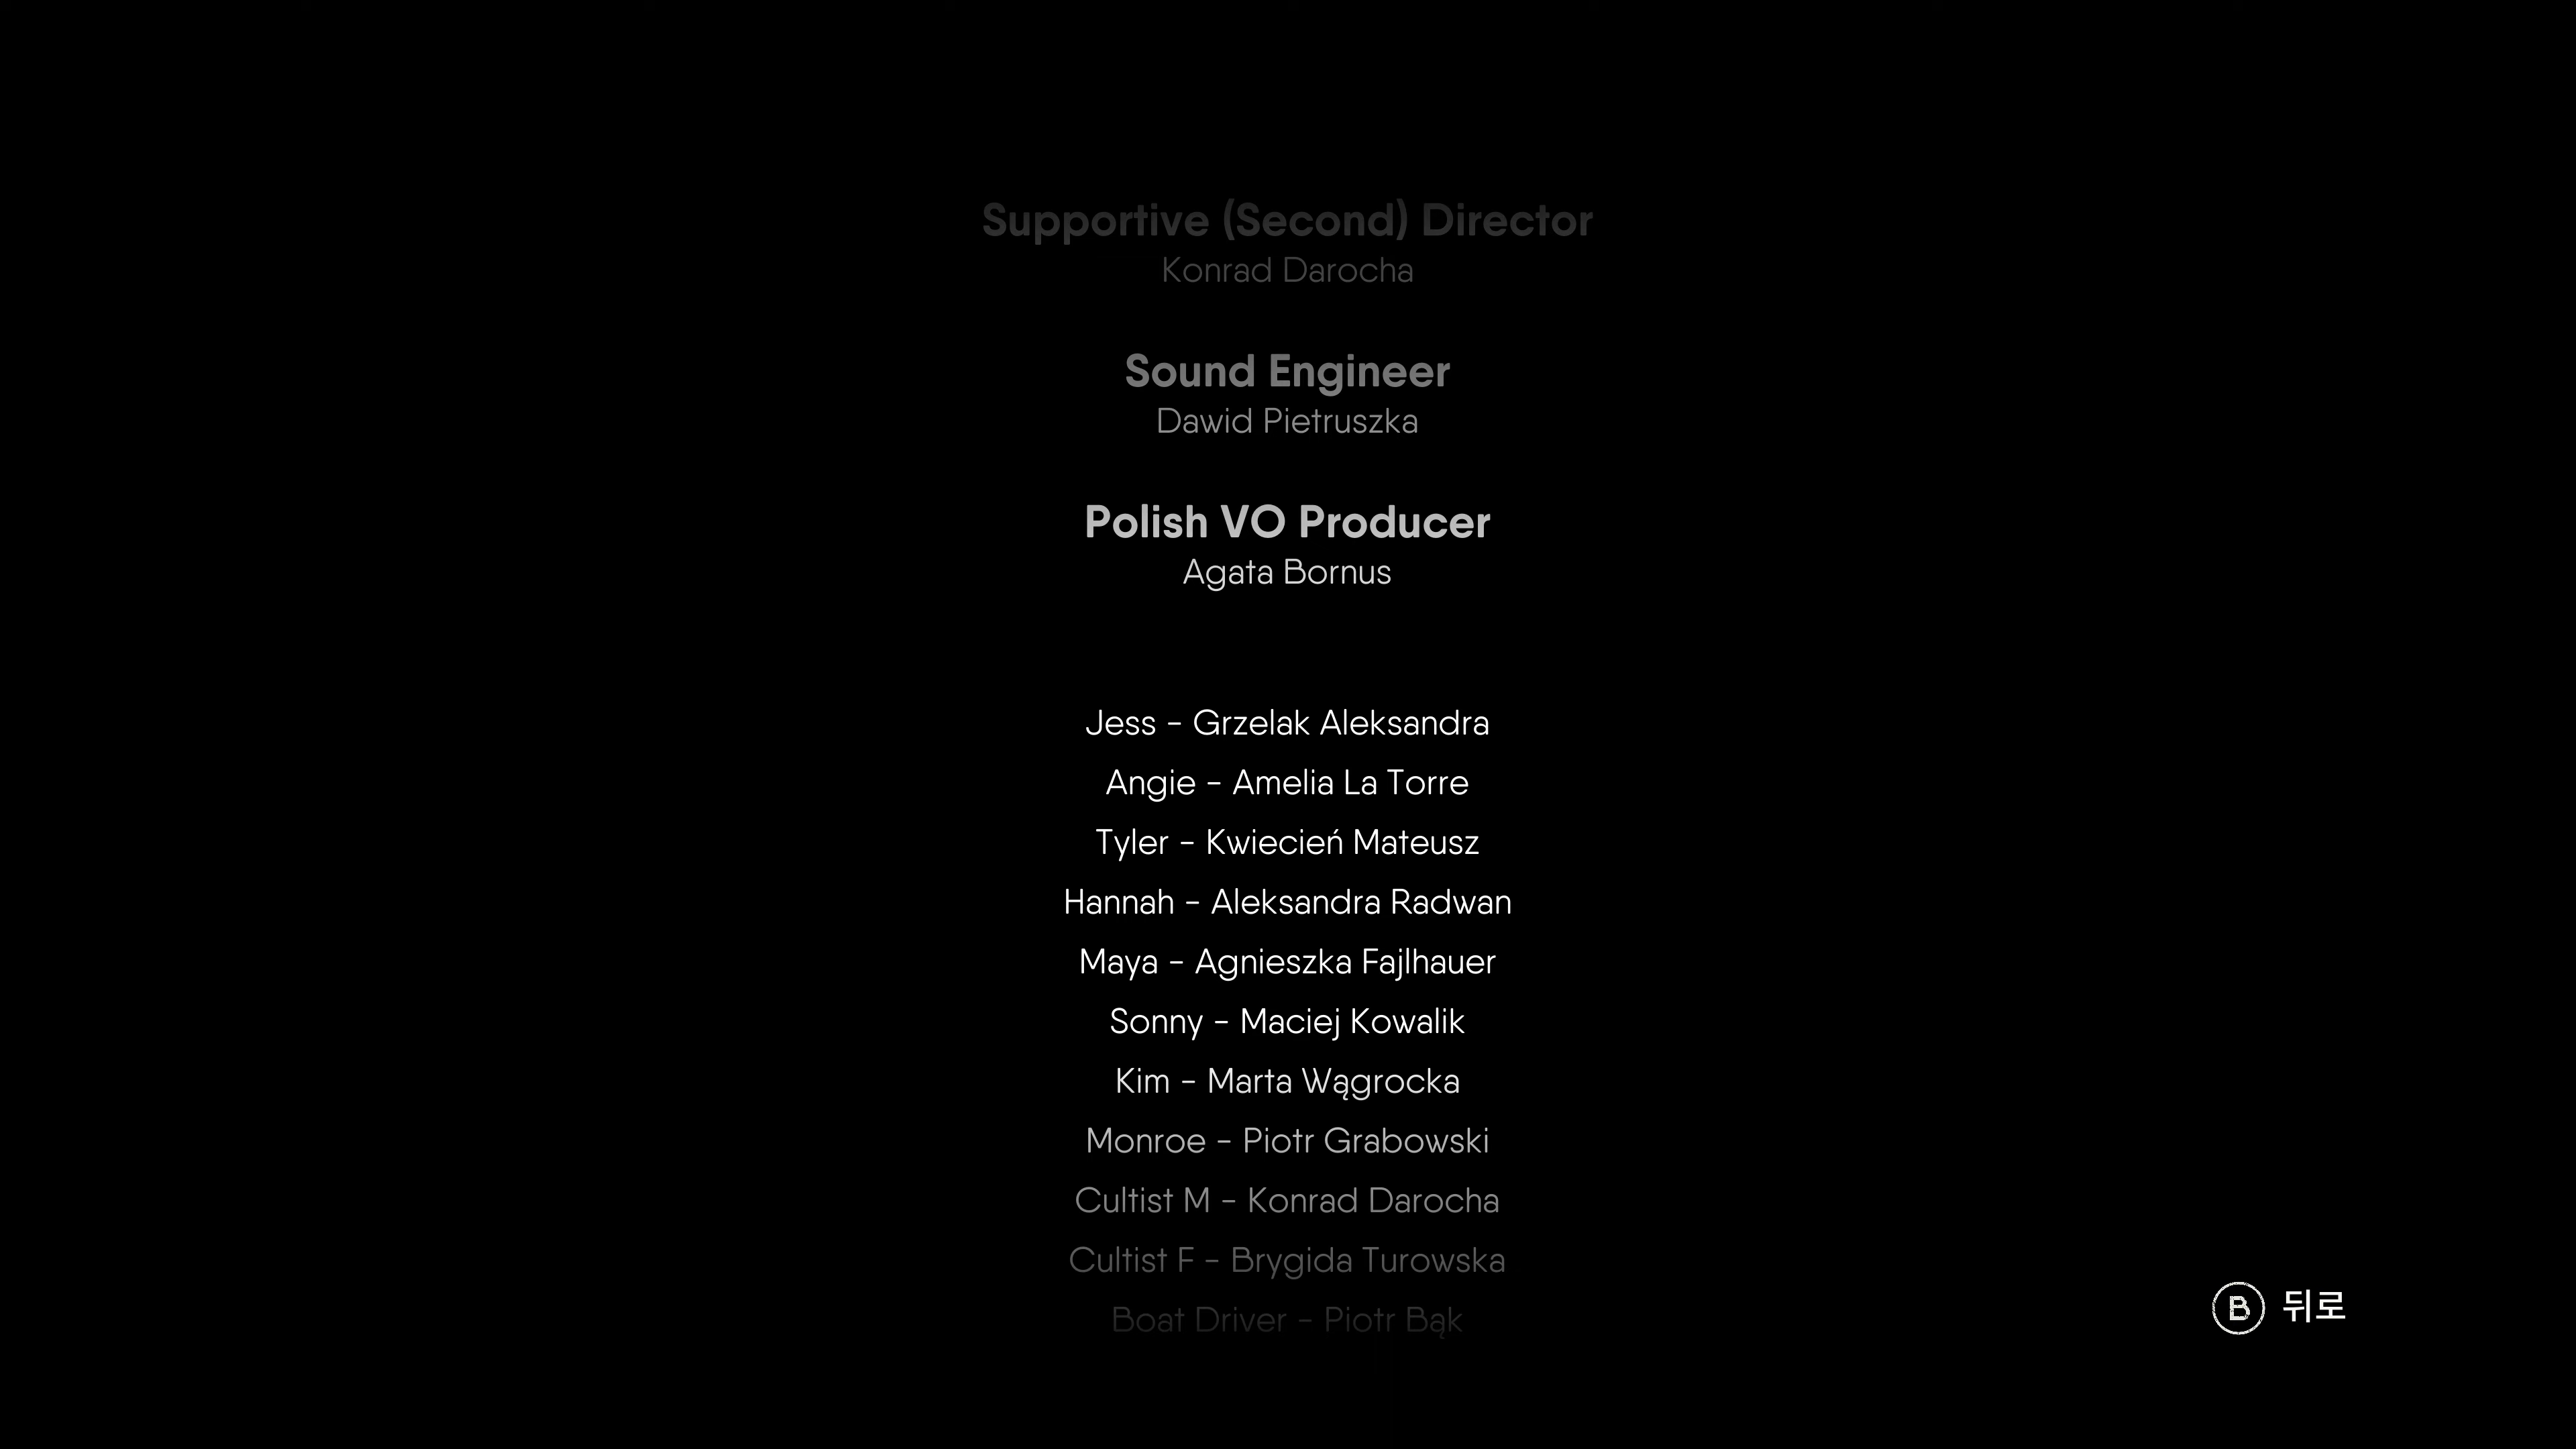 Supportive (Second) Director
Konrad Darocha
Sound Engineer
Dawid Pietruszka
Polish VO Producer
Agata Bornus
Jess - Grzelak Aleksandra
Angie - Amelia La Torre
Tyler - Kwiecień Mateusz
Hannah - Aleksandra Radwan
Maya - Agnieszka Fajlhauer
Sonny - Maciej Kowalik
Kim - Marta Wągrocka
Monroe - Piotr Grabowski
Cultist M - Konrad Darocha
Cultist F - Brygida Turowska
Boat Driver - Piotr Bąk
B 뒤로